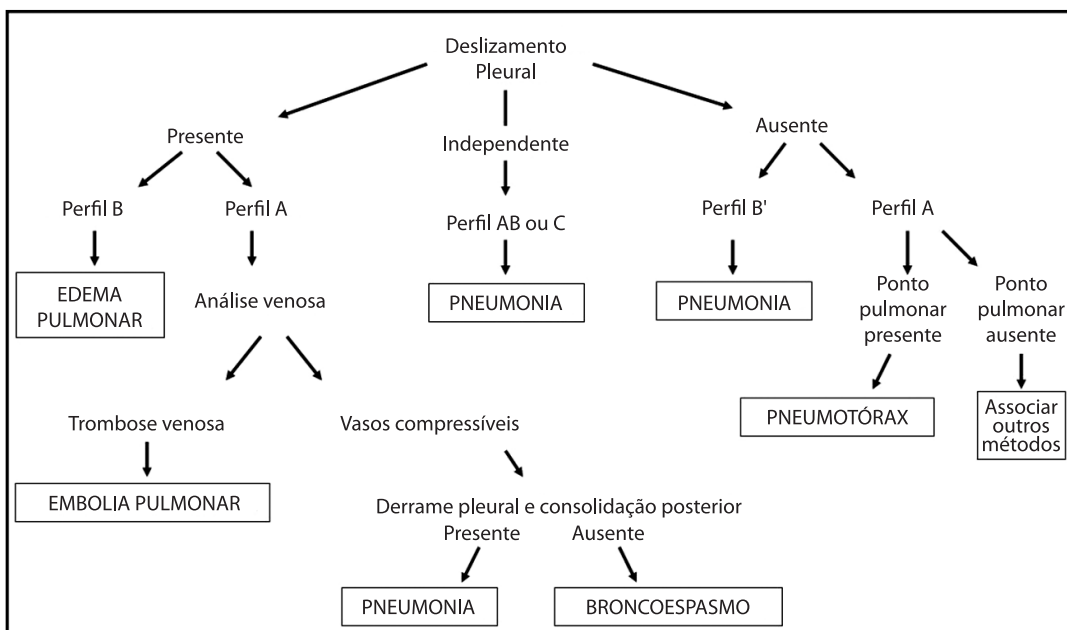 Deslizamento
Pleural
Presente
Independente
Ausente
Perfil B
Perfil A
Perfil AB ou C
Perfil B'
Perfil A
EDEMA
PULMONAR
Análise venosa
PNEUMONIA
PNEUMONIA
Ponto
pulmonar
presente
Ponto
pulmonar
ausente
Trombose venosa
Vasos compressíveis
PNEUMOTÓRAX
Associar
outros
métodos
EMBOLIA PULMONAR
Derrame pleural e consolidação posterior
Presente
Ausente
PNEUMONIA
BRONCOESPASMO